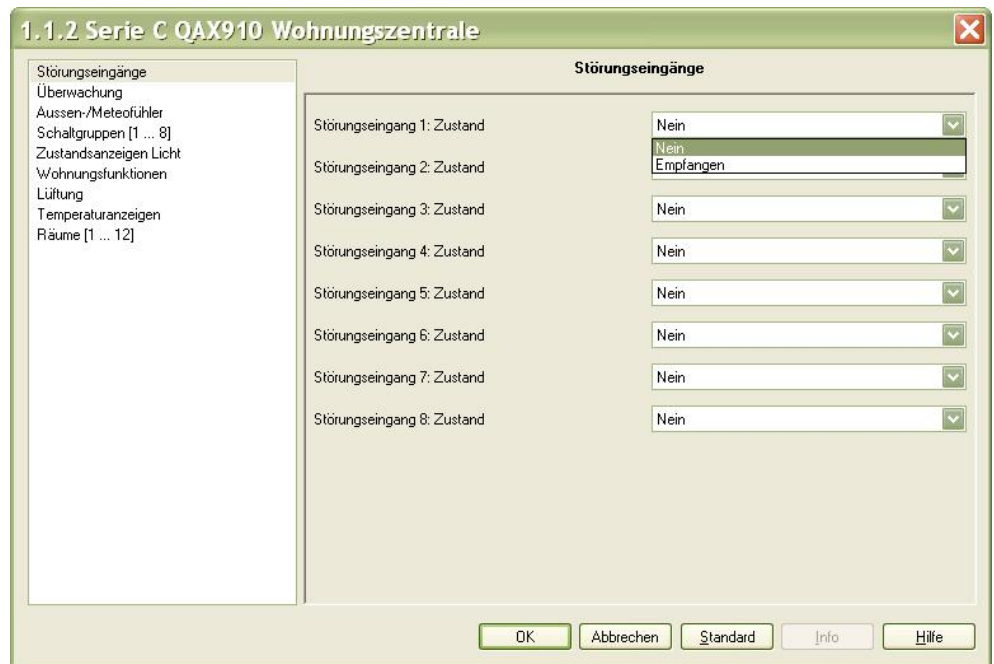 1.1.2 Serie C QAX910 Wohnungszentrale
Störungseingänge
Überwachung
Aussen-/Meteofühler
Schaltgruppen [1 ... 8]
Zustandsanzeigen Licht
Wohnungsfunktionen
Lüftung
Temperaturanzeigen
Räume [1 ... 12]
Störungseingänge
Störungseingang 1: Zustand Nein
Nein
Empfangen
Störungseingang 2: Zustand
Störungseingang 3: Zustand Nein
Störungseingang 4: Zustand Nein
Störungseingang 5: Zustand Nein
Störungseingang 6: Zustand Nein
Störungseingang 7: Zustand Nein
Störungseingang 8: Zustand Nein
OK Abbrechen Standard Info Hilfe